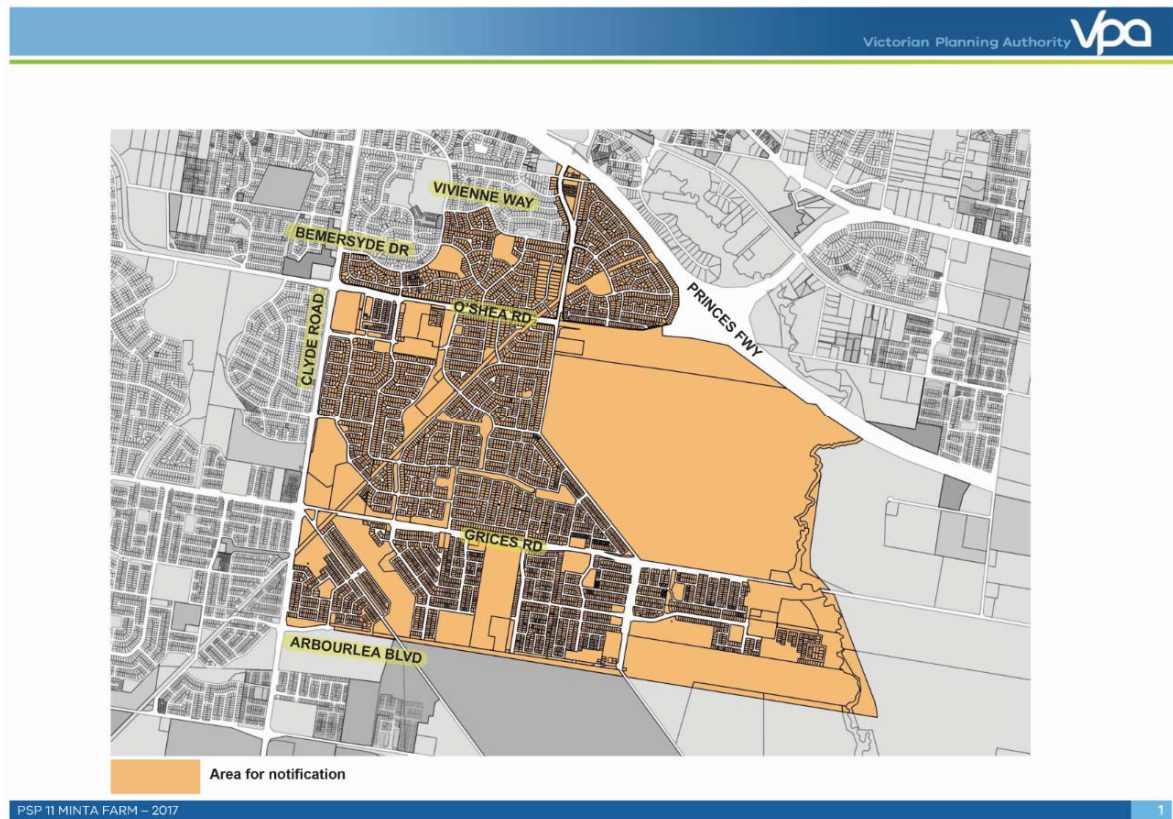 Victorian Planning Authority vpa
VIVIENNE WAY
BEMERSYDE DR
PRINCES FWY
CLYDE ROAD
O'SHEA RD
GRICES RD
ARBOURLEA BLVD
Area for notification
PSP 11 MINTA FARM – 2017
1